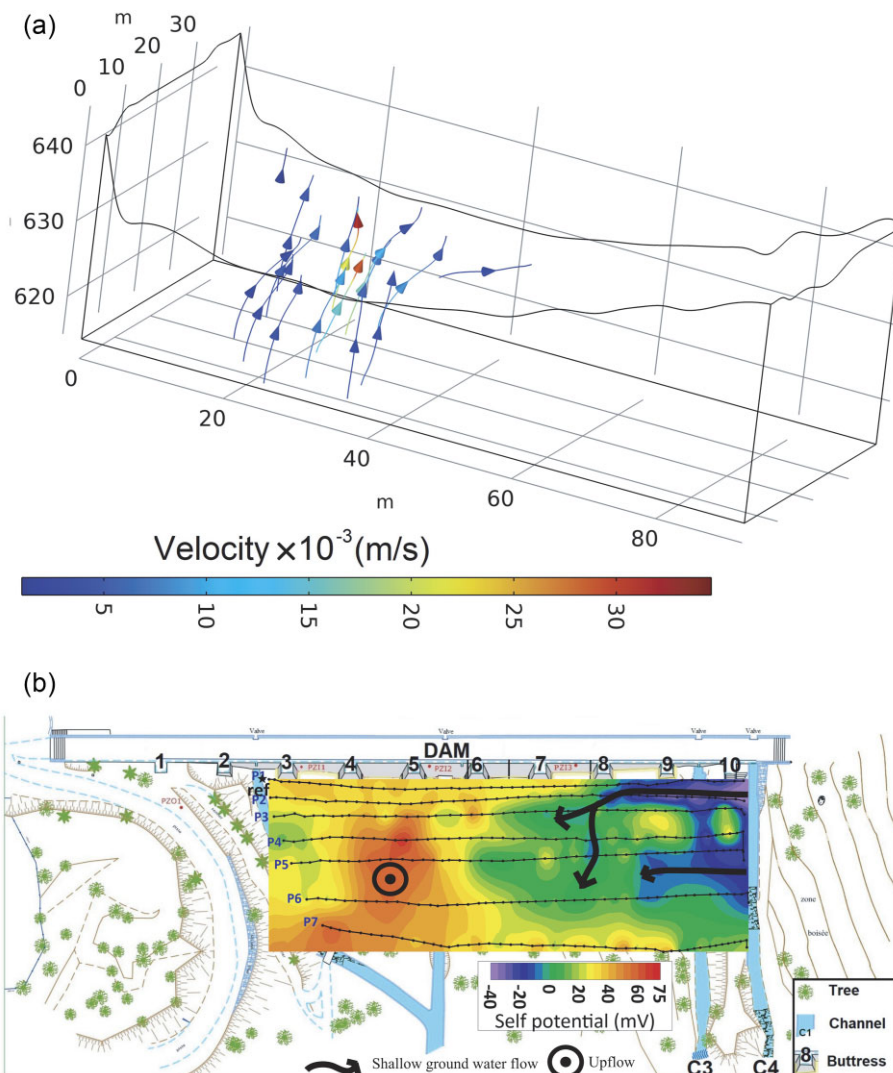 (a)
m
0 10 20 30
640
630
620
0
20
40
60
80
m
Velocity ×10⁻³ (m/s)
5 10 15 20 25 30
(b)
Valve Valve Valve Valve
DAM
1 2 3 4 5 6 7 8 9 10
PZ11 PZ12 PZ13
PZO1
P1
ref
P2
P3
P4
P5
P6
P7
zone
boisée
-40 -20 0 20 40 60 75
Self potential (mV)
Shallow ground water flow
Upflow
C3 C4
Tree
Channel
C1
8 Buttress